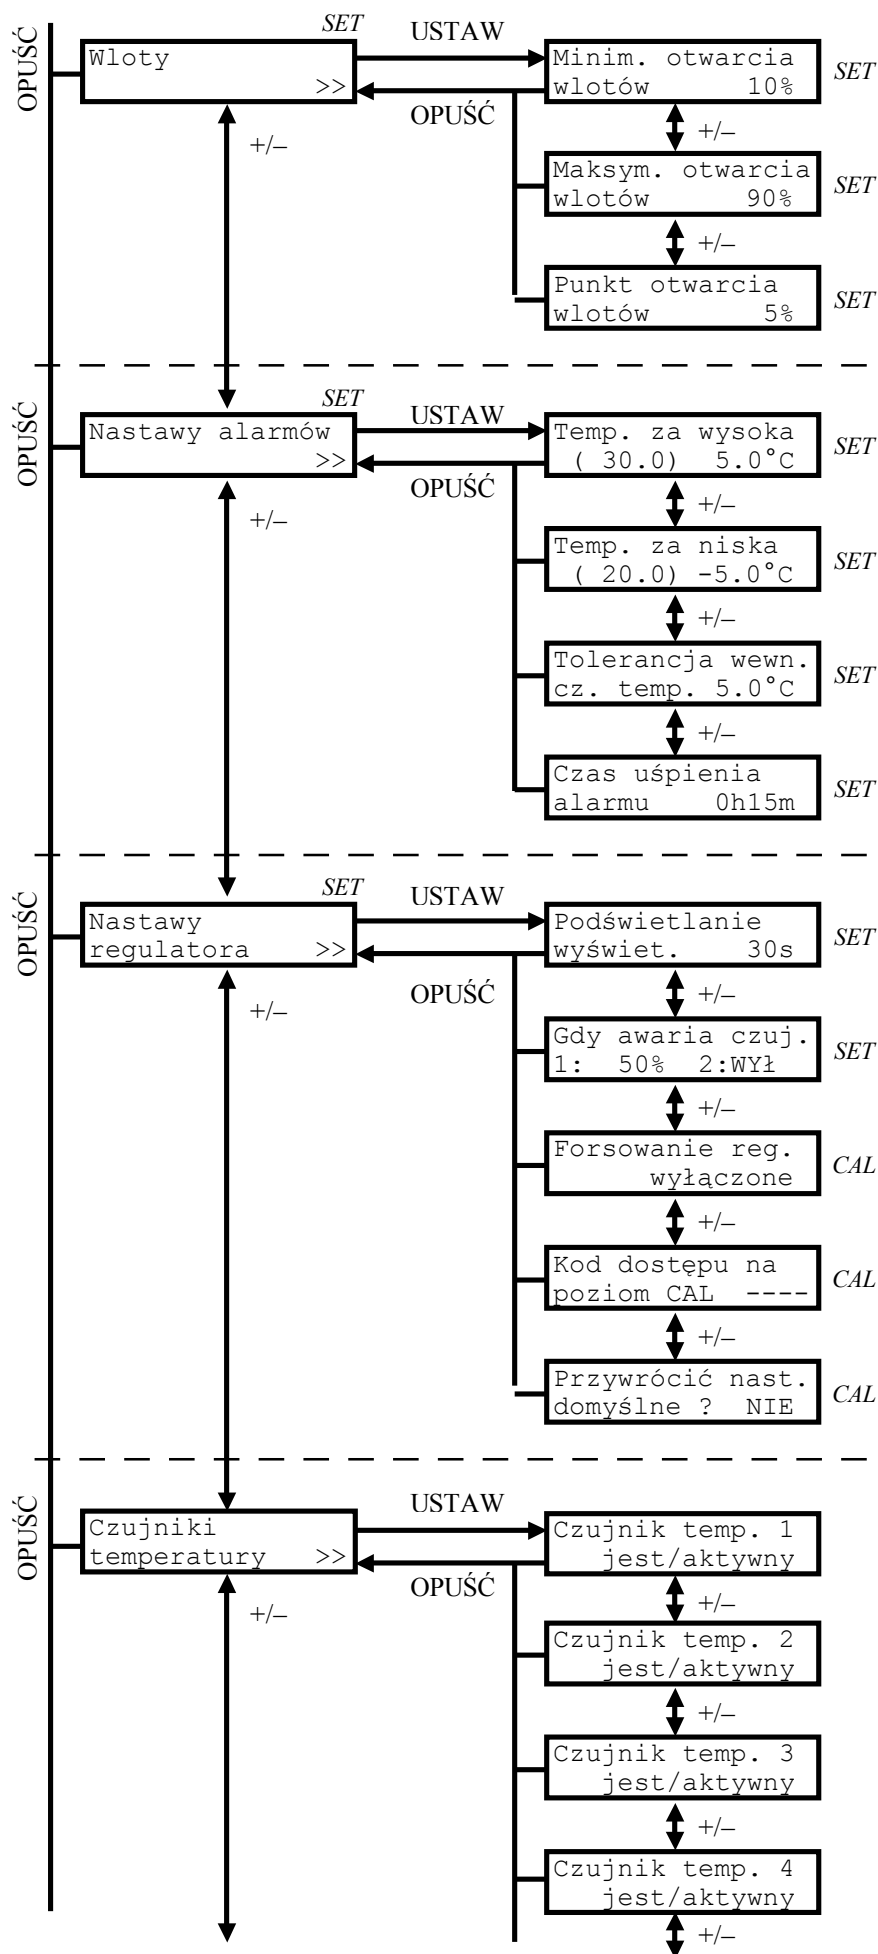 OPUŚĆ
SET
USTAW
Wloty
>>
OPUŚĆ
+/–
Minim. otwarcia
wlotów 10%
SET
+/–
Maksym. otwarcia
wlotów 90%
SET
+/–
Punkt otwarcia
wlotów 5%
SET
OPUŚĆ
SET
USTAW
Nastawy alarmów
>>
OPUŚĆ
+/–
Temp. za wysoka
( 30.0) 5.0°C
SET
+/–
Temp. za niska
( 20.0) -5.0°C
SET
+/–
Tolerancja wewn.
cz. temp. 5.0°C
SET
+/–
Czas uśpienia
alarmu 0h15m
SET
OPUŚĆ
SET
USTAW
Nastawy
regulatora >>
OPUŚĆ
+/–
Podświetlanie
wyświet. 30s
SET
+/–
Gdy awaria czuj.
1: 50% 2:WYŁ
SET
+/–
Forsowanie reg.
wyłączone
CAL
+/–
Kod dostępu na
poziom CAL ----
CAL
+/–
Przywrócić nast.
domyślne ? NIE
CAL
OPUŚĆ
USTAW
Czujniki
temperatury >>
OPUŚĆ
+/–
Czujnik temp. 1
jest/aktywny
+/–
Czujnik temp. 2
jest/aktywny
+/–
Czujnik temp. 3
jest/aktywny
+/–
Czujnik temp. 4
jest/aktywny
+/–